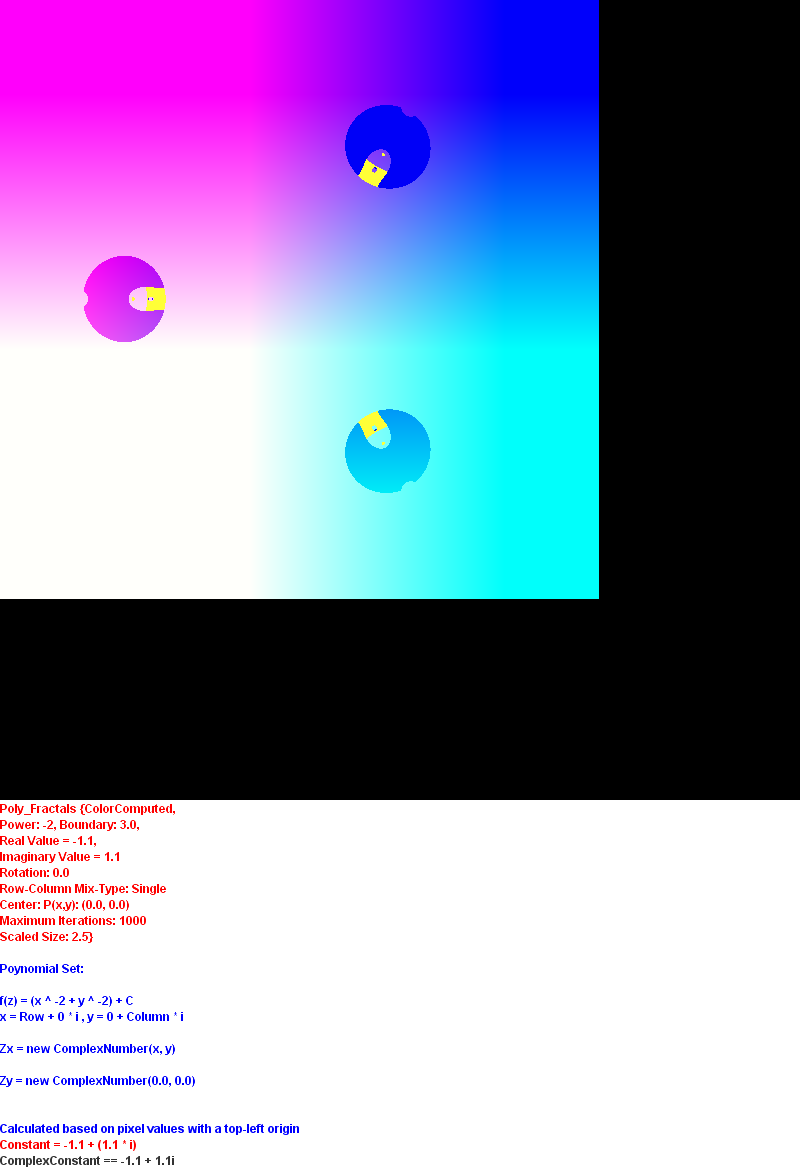 Poly_Fractals {ColorComputed,
Power: -2, Boundary: 3.0,
Real Value = -1.1,
Imaginary Value = 1.1
Rotation: 0.0
Row-Column Mix-Type: Single
Center: P(x,y): (0.0, 0.0)
Maximum Iterations: 1000
Scaled Size: 2.5}
Poynomial Set:
f(z) = (x ^ -2 + y ^ -2) + C
x = Row + 0 * i , y = 0 + Column * i
Zx = new ComplexNumber(x, y)
Zy = new ComplexNumber(0.0, 0.0)
Calculated based on pixel values with a top-left origin
Constant = -1.1 + (1.1 * i)
ComplexConstant == -1.1 + 1.1i